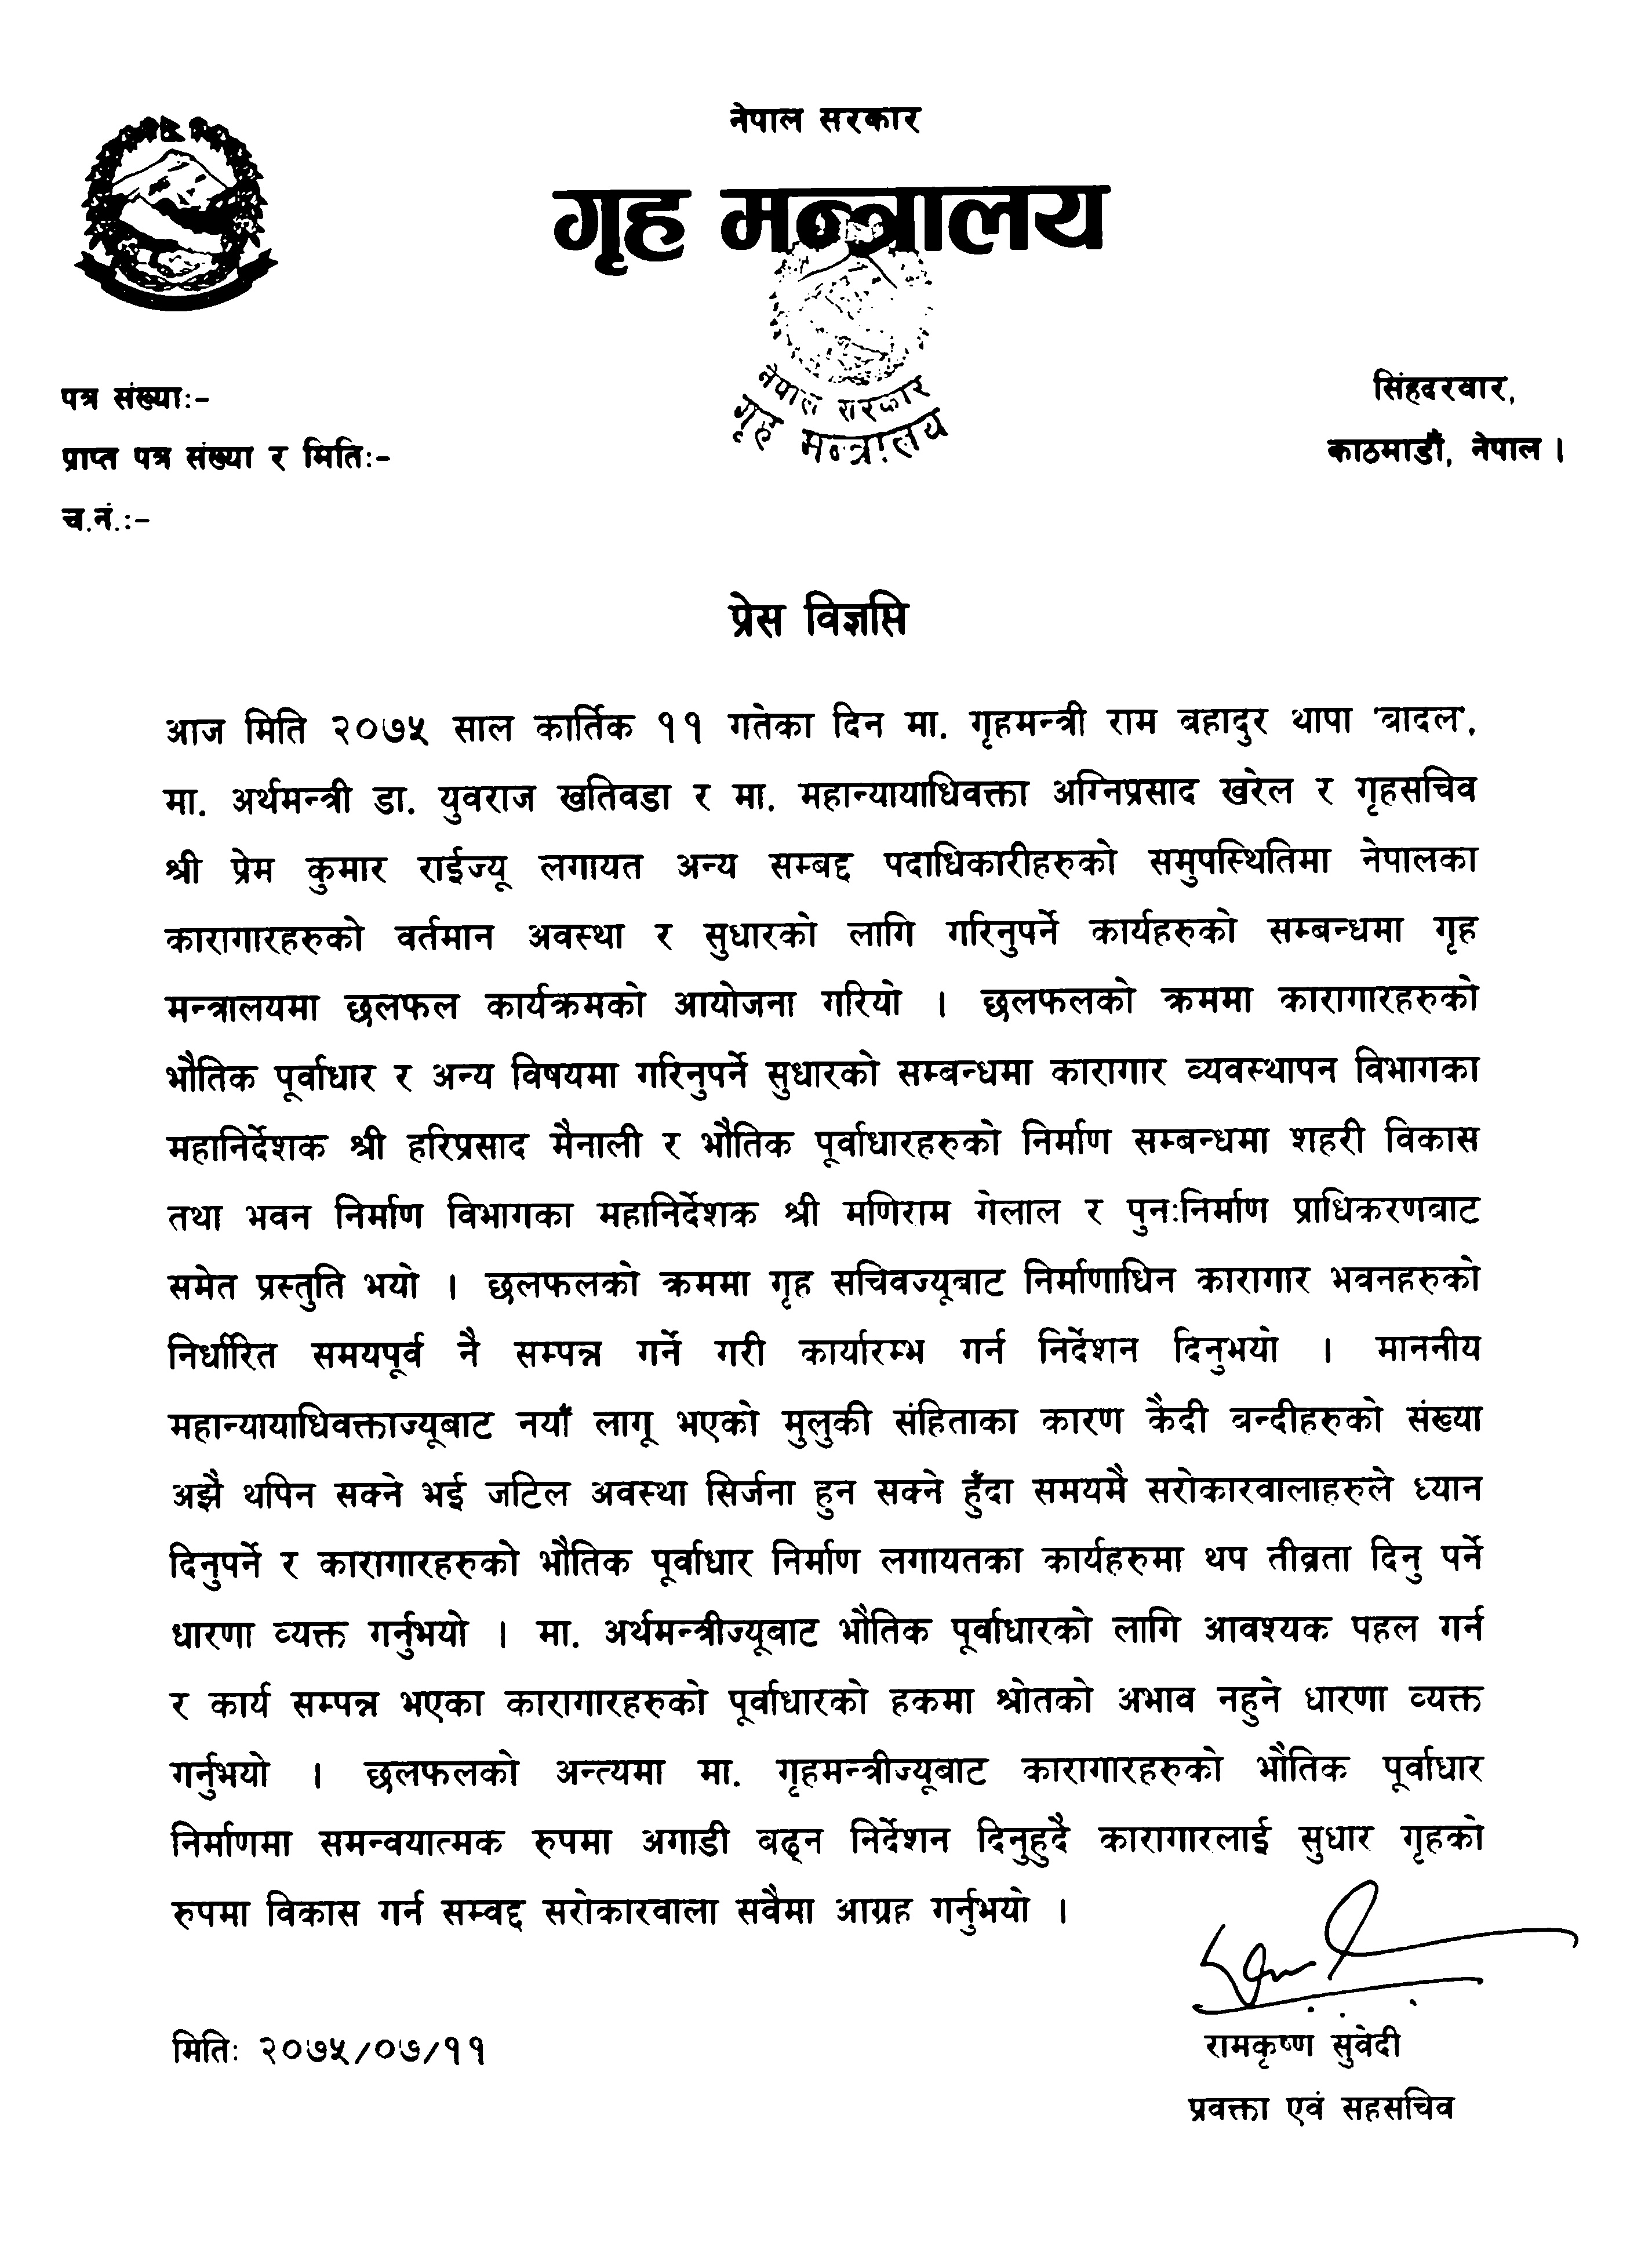 नेपाल सरकार
गृह मन्त्रालय
नेपाल सरकार
गृह मन्त्रालय
पत्र संख्या:-
प्राप्त पत्र संख्या र मिति:-
च.नं.:-
सिंहदरवार,
काठमाडौं, नेपाल ।
प्रेस विज्ञप्ति
आज मिति २०७५ साल कार्तिक ११ गतेका दिन मा. गृहमन्त्री राम बहादुर थापा 'बादल',
मा. अर्थमन्त्री डा. युवराज खतिवडा र मा. महान्यायाधिवक्ता अग्निप्रसाद खरेल र गृहसचिव
श्री प्रेम कुमार राईज्यू लगायत अन्य सम्बद्द पदाधिकारीहरुको समुपस्थितिमा नेपालका
कारागारहरुको वर्तमान अवस्था र सुधारको लागि गरिनुपर्ने कार्यहरुको सम्बन्धमा गृह
मन्त्रालयमा छलफल कार्यक्रमको आयोजना गरियो । छलफलको क्रममा कारागारहरुको
भौतिक पूर्वाधार र अन्य विषयमा गरिनुपर्ने सुधारको सम्बन्धमा कारागार व्यवस्थापन विभागका
महानिर्देशक श्री हरिप्रसाद मैनाली र भौतिक पूर्वाधारहरुको निर्माण सम्बन्धमा शहरी विकास
तथा भवन निर्माण विभागका महानिर्देशक श्री मणिराम गेलाल र पुनःनिर्माण प्राधिकरणबाट
समेत प्रस्तुति भयो । छलफलको क्रममा गृह सचिवज्यूबाट निर्माणाधिन कारागार भवनहरुको
निर्धारित समयपूर्व नै सम्पन्न गर्ने गरी कार्यारम्भ गर्न निर्देशन दिनुभयो । माननीय
महान्यायाधिवक्ताज्यूबाट नयाँ लागू भएको मुलुकी संहिताका कारण कैदी बन्दीहरुको संख्या
अझै थपिन सक्ने भई जटिल अवस्था सिर्जना हुन सक्ने हुँदा समयमै सरोकारवालाहरुले ध्यान
दिनुपर्ने र कारागारहरुको भौतिक पूर्वाधार निर्माण लगायतका कार्यहरुमा थप तीव्रता दिनु पर्ने
धारणा व्यक्त गर्नुभयो । मा. अर्थमन्त्रीज्यूबाट भौतिक पूर्वाधारको लागि आवश्यक पहल गर्न
र कार्य सम्पन्न भएका कारागारहरुको पूर्वाधारको हकमा श्रोतको अभाव नहुने धारणा व्यक्त
गर्नुभयो । छलफलको अन्त्यमा मा. गृहमन्त्रीज्यूबाट कारागारहरुको भौतिक पूर्वाधार
निर्माणमा समन्वयात्मक रुपमा अगाडी बढ्न निर्देशन दिनुहुदै कारागारलाई सुधार गृहको
रुपमा विकास गर्न सम्वद्द सरोकारवाला सवैमा आग्रह गर्नुभयो ।
मितिः २०७५/०७/११
रामकृष्ण सुवेदी
प्रवक्ता एवं सहसचिव